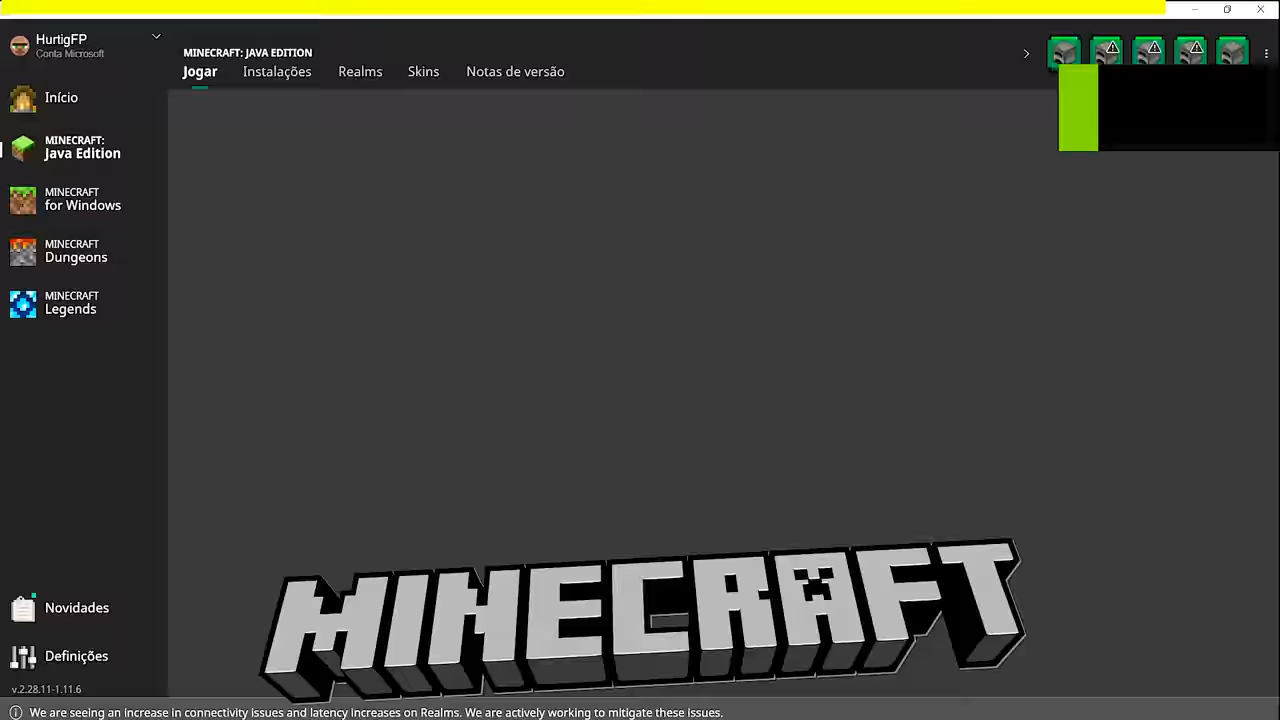 HurtigFP
Conta Microsoft
MINECRAFT: JAVA EDITION
Jogar
Instalações
Realms
Skins
Notas de versão
Início
MINECRAFT:
Java Edition
MINECRAFT
for Windows
MINECRAFT
Dungeons
MINECRAFT
Legends
MINECRAFT
Novidades
Definições
v.2.28.11-1.11.6
We are seeing an increase in connectivity issues and latency increases on Realms. We are actively working to mitigate these issues.